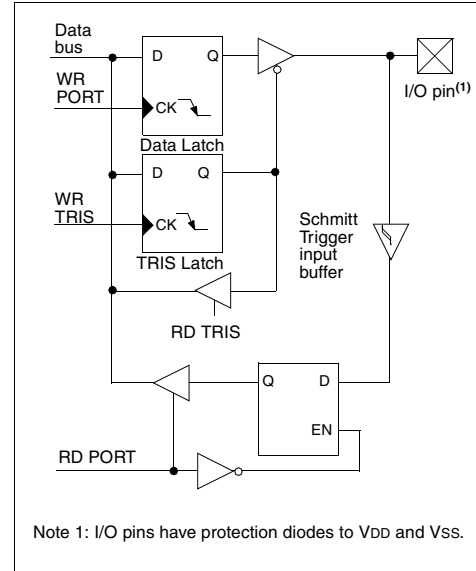 Data
bus
D
Q
WR
PORT
CK
I/O pin(1)
Data Latch
D
Q
WR
TRIS
CK
TRIS Latch
Schmitt
Trigger
input
buffer
RD TRIS
Q
D
EN
RD PORT
Note 1: I/O pins have protection diodes to VDD and VSS.